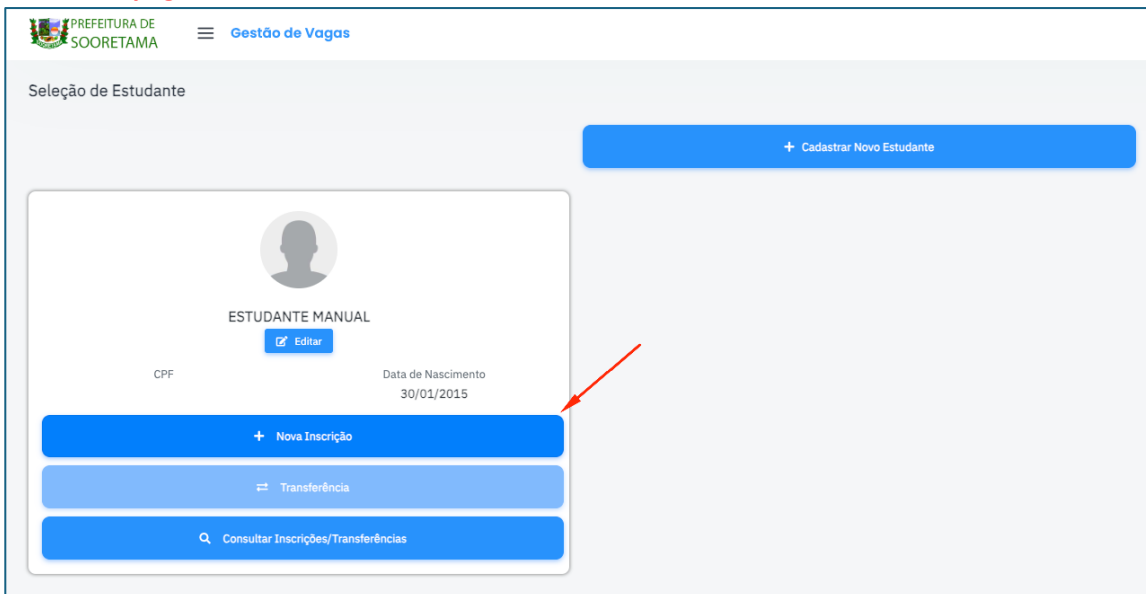 PREFEITURA DE
SOORETAMA
Gestão de Vagas
Seleção de Estudante
+ Cadastrar Novo Estudante
ESTUDANTE MANUAL
Editar
CPF
Data de Nascimento
30/01/2015
+ Nova Inscrição
Transferência
Consultar Inscrições/Transferências